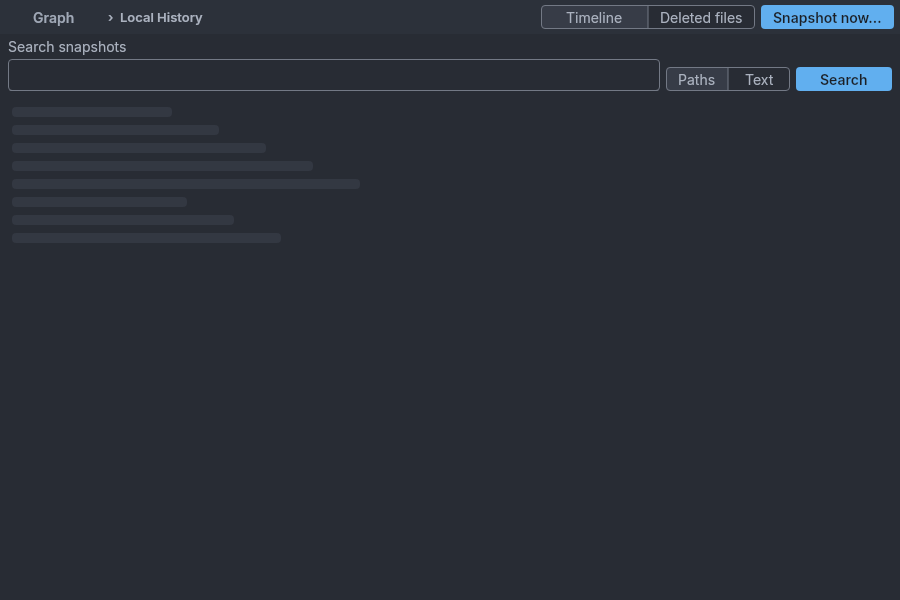 Graph › Local History Timeline Deleted files Snapshot now...
Search snapshots
Paths Text Search